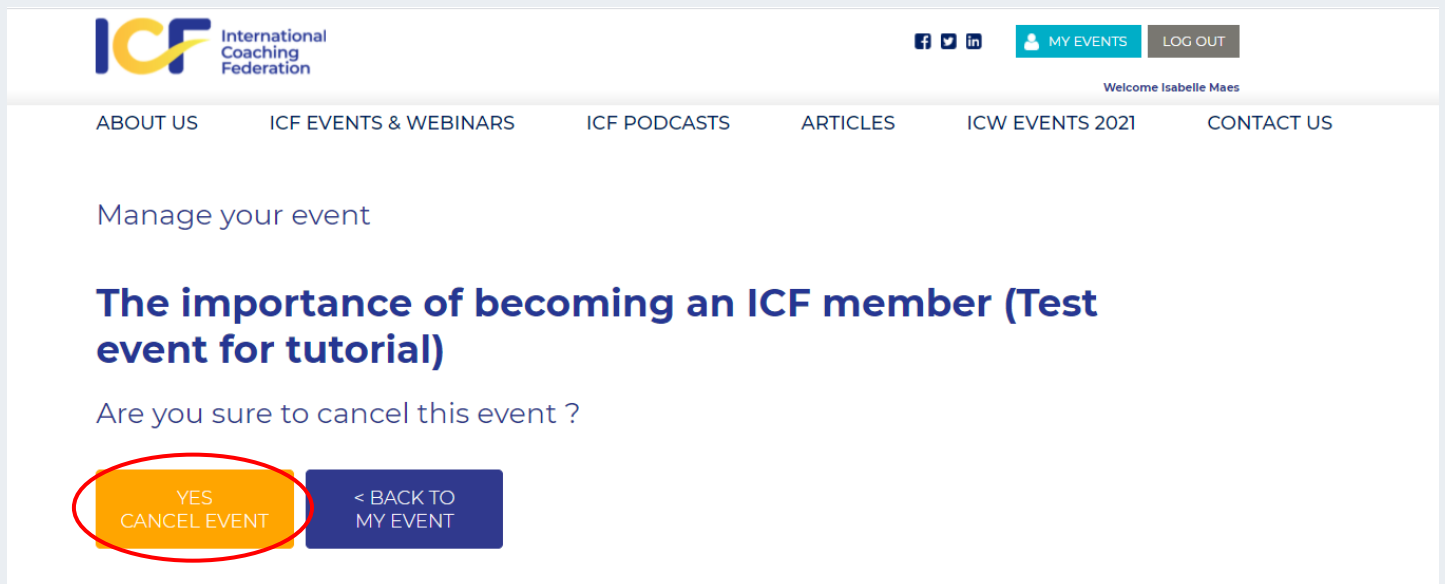 ICF International
Coaching
Federation
MY EVENTS LOG OUT
Welcome Isabelle Maes
ABOUT US ICF EVENTS & WEBINARS ICF PODCASTS ARTICLES ICW EVENTS 2021 CONTACT US
Manage your event
The importance of becoming an ICF member (Test
event for tutorial)
Are you sure to cancel this event ?
YES
CANCEL EVENT
< BACK TO
MY EVENT